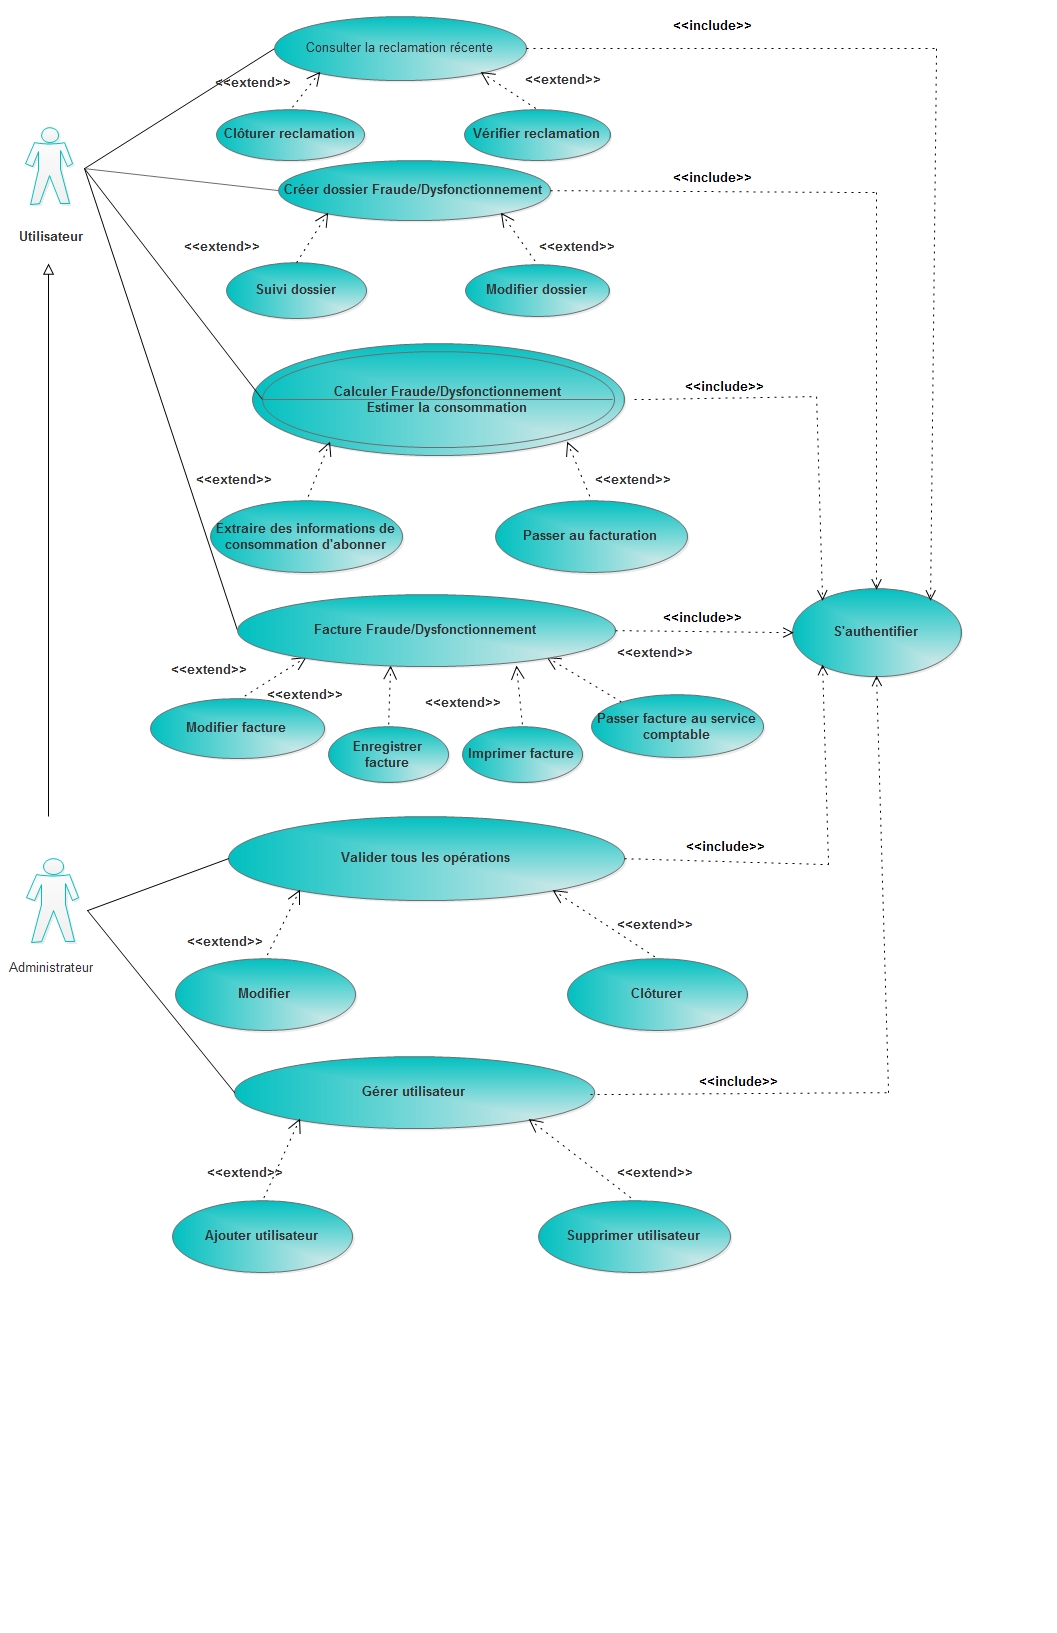 <<include>>
Consulter la reclamation récente
<<extend>>
<<extend>>
Clôturer reclamation
Vérifier reclamation
<<include>>
Créer dossier Fraude/Dysfonctionnement
Utilisateur
<<extend>>
<<extend>>
Suivi dossier
Modifier dossier
<<include>>
Calculer Fraude/Dysfonctionnement
Estimer la consommation
<<extend>>
<<extend>>
Extraire des informations de
consommation d'abonner
Passer au facturation
<<include>>
Facture Fraude/Dysfonctionnement
S'authentifier
<<extend>>
<<extend>>
<<extend>>
<<extend>>
Modifier facture
Enregistrer
facture
Imprimer facture
Passer facture au service
comptable
<<include>>
Valider tous les opérations
<<extend>>
<<extend>>
Administrateur
Modifier
Clôturer
<<include>>
Gérer utilisateur
<<extend>>
<<extend>>
Ajouter utilisateur
Supprimer utilisateur